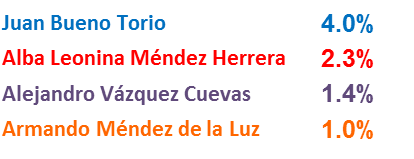 Juan Bueno Torio 4.0%
Alba Leonina Méndez Herrera 2.3%
Alejandro Vázquez Cuevas 1.4%
Armando Méndez de la Luz 1.0%